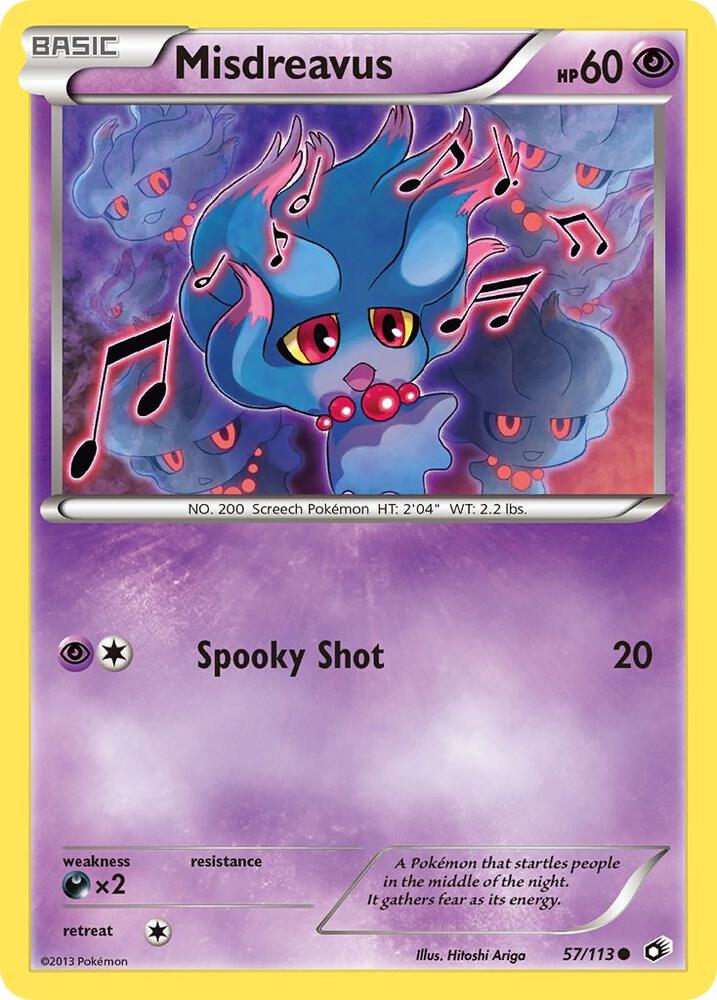 BASIC
Misdreavus
HP60
NO. 200 Screech Pokémon HT: 2'04" WT: 2.2 lbs.
Spooky Shot 20
weakness resistance
×2
A Pokémon that startles people
in the middle of the night.
It gathers fear as its energy.
retreat
©2013 Pokémon
Illus. Hitoshi Ariga 57/113